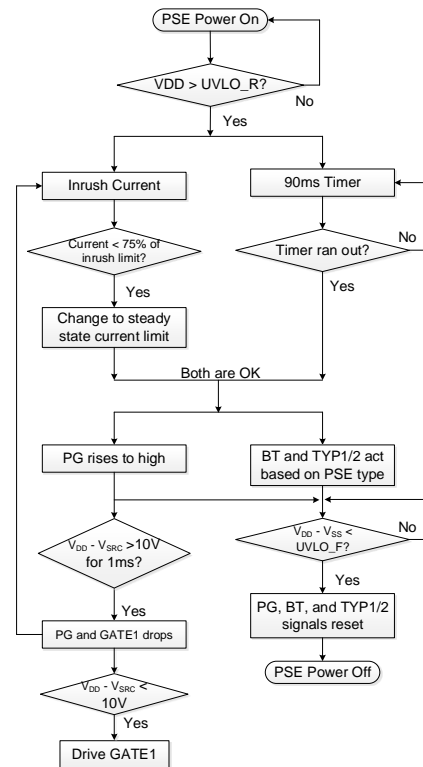 PSE Power On
VDD > UVLO_R?
No
Yes
Inrush Current
90ms Timer
Current < 75% of
inrush limit?
Timer ran out?
No
Yes
Yes
Change to steady
state current limit
Both are OK
PG rises to high
BT and TYP1/2 act
based on PSE type
VDD - VSRC >10V
for 1ms?
VDD - VSS <
UVLO_F?
No
Yes
Yes
PG and GATE1 drops
PG, BT, and TYP1/2
signals reset
VDD - VSRC <
10V
PSE Power Off
Yes
Drive GATE1